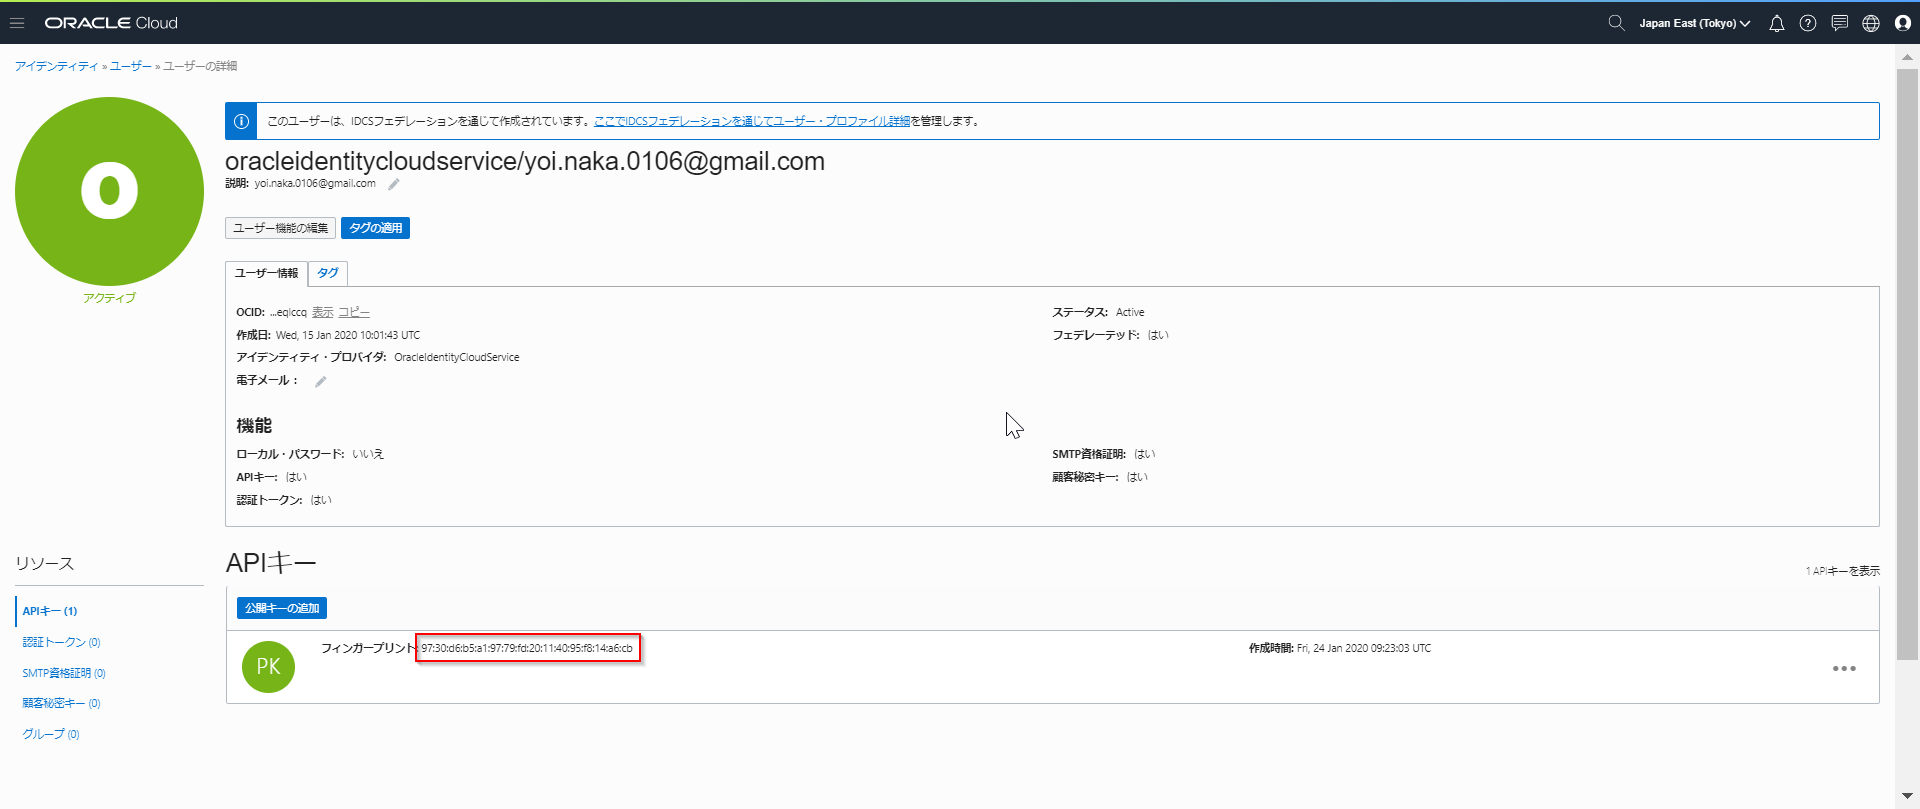 ORACLE Cloud
Japan East (Tokyo)
アイデンティティ » ユーザー » ユーザーの詳細
O
アクティブ
このユーザーは、IDCSフェデレーションを通じて作成されています。ここでIDCSフェデレーションを通じてユーザー・プロファイル詳細を管理します。
oracleidentitycloudservice/yoi.naka.0106@gmail.com
説明: yoi.naka.0106@gmail.com
ユーザー機能の編集 タグの適用
ユーザー情報 タグ
OCID: ...eqlccq 表示 コピー
作成日: Wed, 15 Jan 2020 10:01:43 UTC
アイデンティティ・プロバイダ: OracleIdentityCloudService
電子メール :
ステータス: Active
フェデレーテッド: はい
機能
ローカル・パスワード: いいえ
APIキー: はい
認証トークン: はい
SMTP資格証明: はい
顧客秘密キー: はい
リソース
APIキー (1)
認証トークン (0)
SMTP資格証明 (0)
顧客秘密キー (0)
グループ (0)
APIキー
1 APIキーを表示
公開キーの追加
PK
フィンガープリント: 97:30:d6:b5:a1:97:79:fd:20:11:40:95:f8:14:a6:cb
作成時間: Fri, 24 Jan 2020 09:23:03 UTC